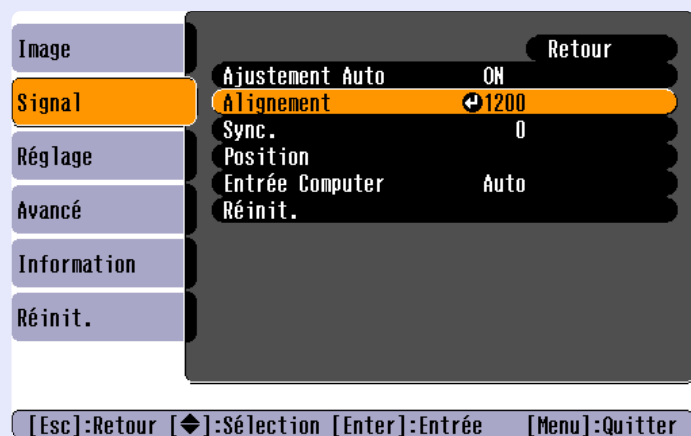 Image
Signal
Réglage
Avancé
Information
Réinit.
Retour
Ajustement Auto ON
Alignement 1200
Sync. 0
Position
Entrée Computer Auto
Réinit.
[Esc]:Retour [◆]:Sélection [Enter]:Entrée [Menu]:Quitter